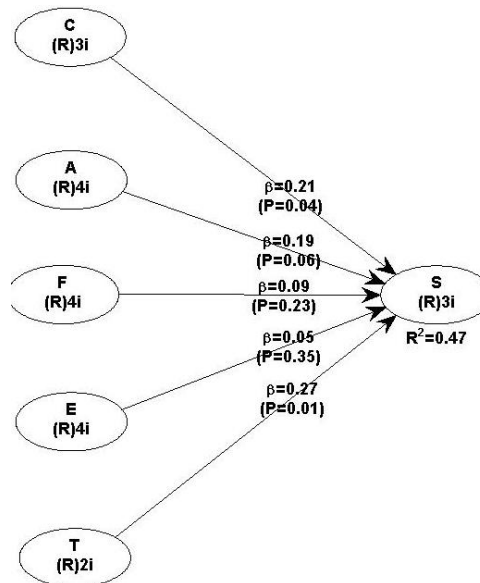 C
(R)3i
A
(R)4i
β=0.21
(P=0.04)
β=0.19
(P=0.06)
F
(R)4i
β=0.09
(P=0.23)
S
(R)3i
R²=0.47
β=0.05
(P=0.35)
E
(R)4i
β=0.27
(P=0.01)
T
(R)2i